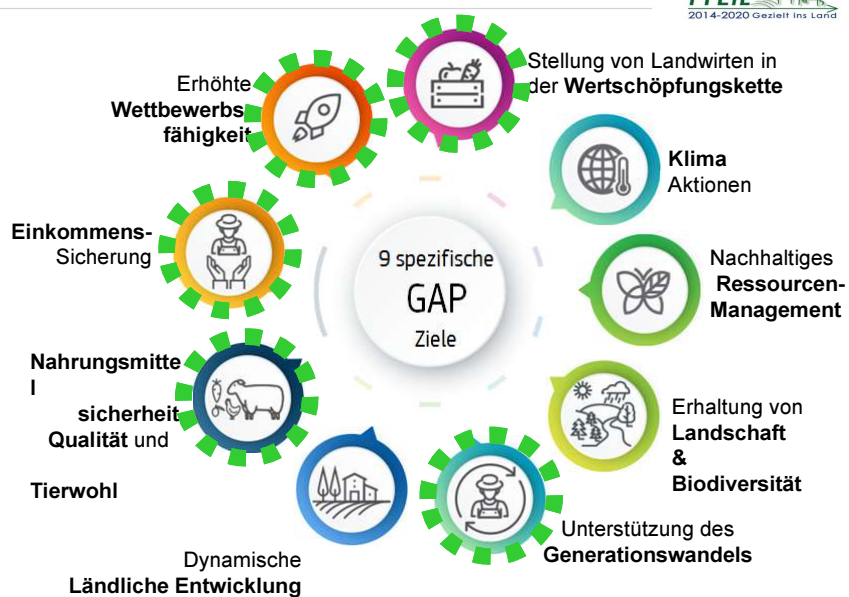 PFEIL
2014-2020 Gezielt ins Land
Stellung von Landwirten in
der Wertschöpfungskette
Erhöhte
Wettbewerbs
fähigkeit
Klima
Aktionen
Einkommens-
Sicherung
9 spezifische
GAP
Ziele
Nachhaltiges
Ressourcen-
Management
Nahrungsmitte
l
sicherheit
Qualität und
Tierwohl
Erhaltung von
Landschaft
&
Biodiversität
Unterstützung des
Generationswandels
Dynamische
Ländliche Entwicklung